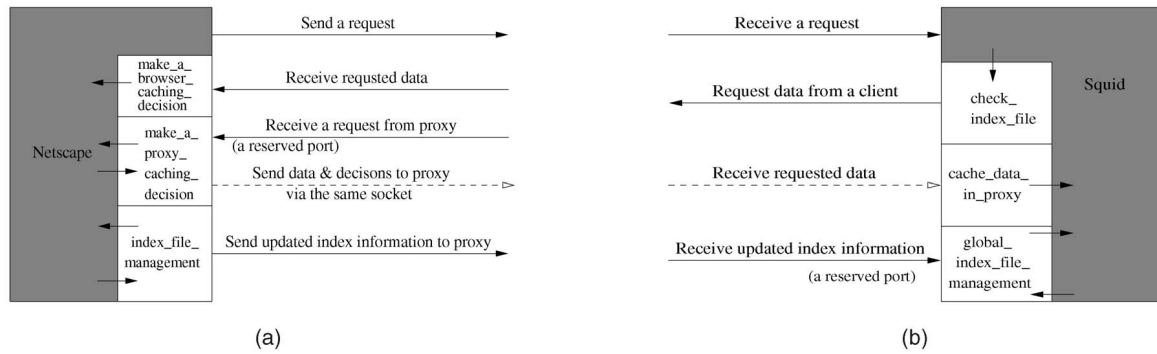 Send a request
make_a_
browser_
caching_
decision
Receive requsted data
Receive a request from proxy
(a reserved port)
Netscape
make_a_
proxy_
caching_
decision
Send data & decisons to proxy
via the same socket
index_file_
management
Send updated index information to proxy
(a)
Receive a request
Squid
Request data from a client
check_
index_file
Receive requested data
cache_data_
in_proxy
Receive updated index information
(a reserved port)
global_
index_file_
management
(b)